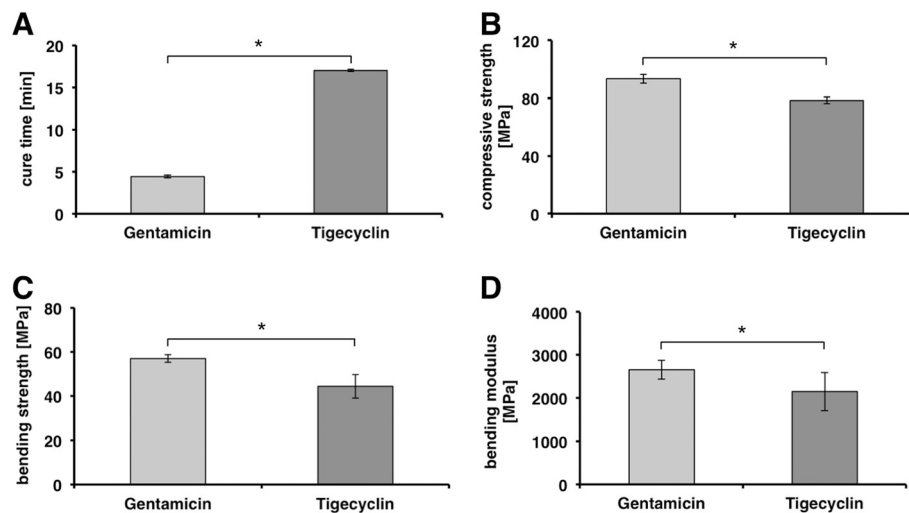 A
cure time [min]
20
15
10
5
0
*
Gentamicin
Tigecyclin
B
compressive strength
[MPa]
120
80
40
0
*
Gentamicin
Tigecyclin
C
bending strength [MPa]
80
60
40
20
0
*
Gentamicin
Tigecyclin
D
bending modulus
[MPa]
4000
3000
2000
1000
0
*
Gentamicin
Tigecyclin